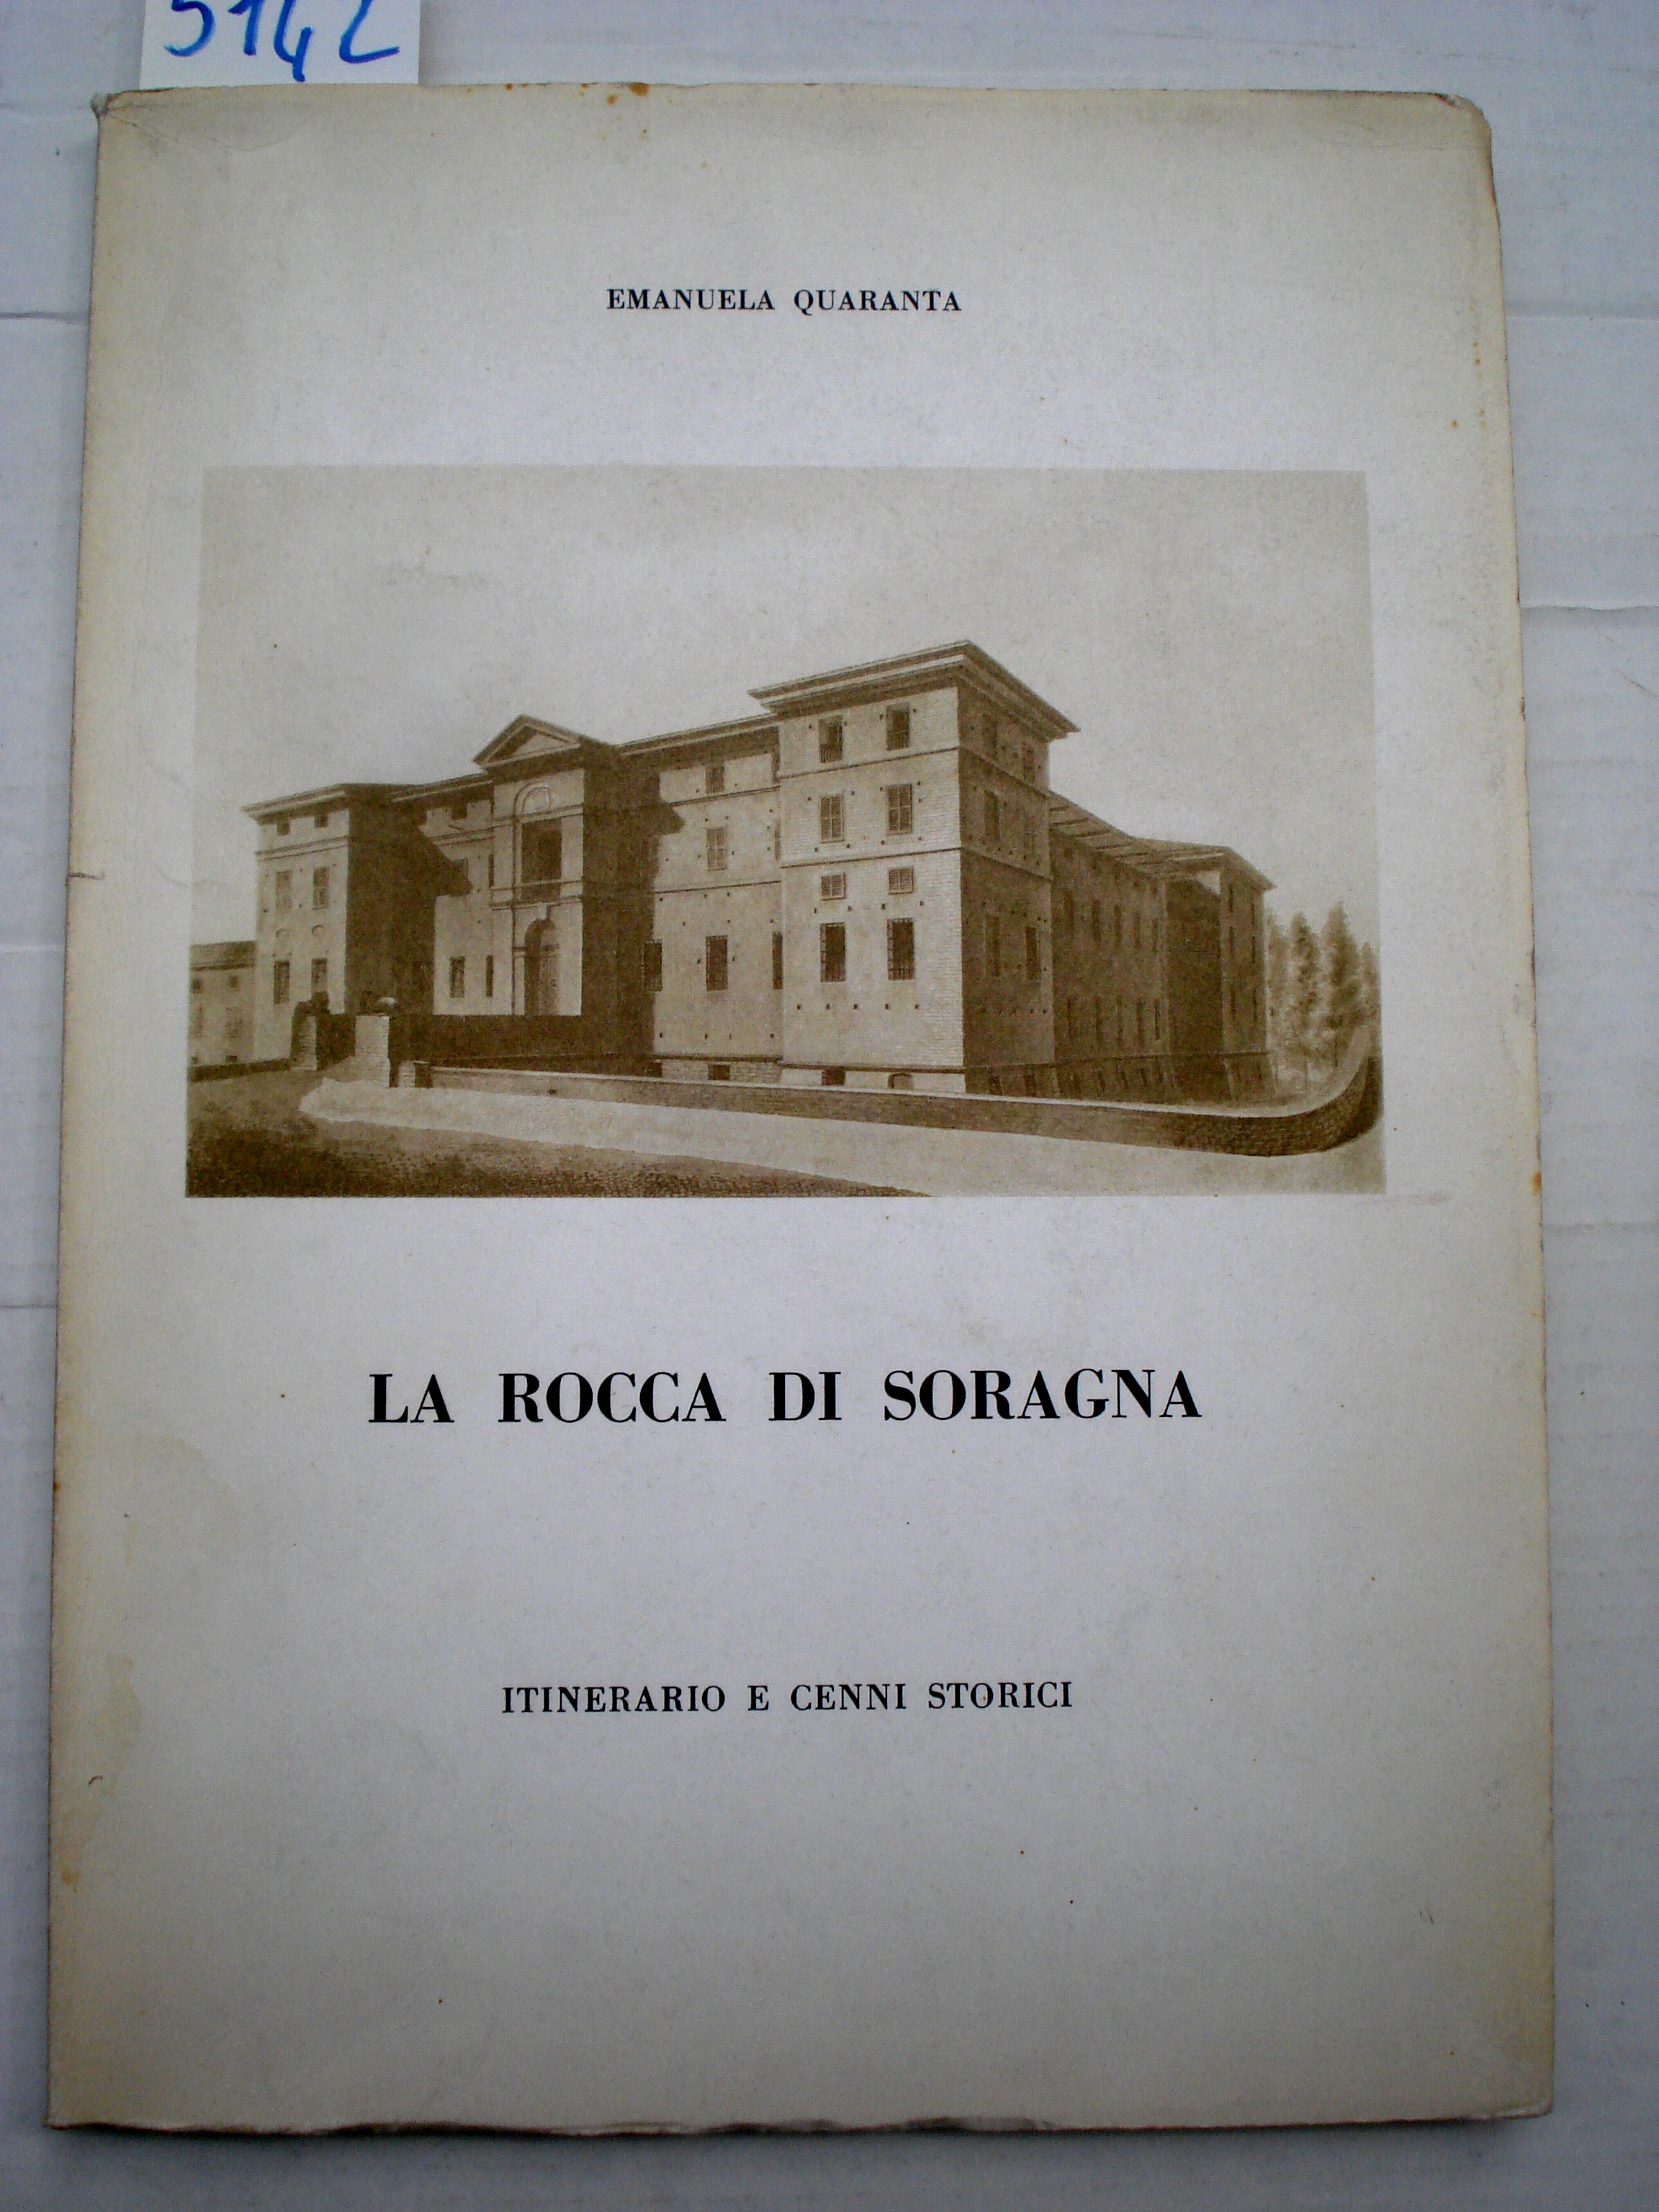 5142
EMANUELA QUARANTA
LA ROCCA DI SORAGNA
ITINERARIO E CENNI STORICI